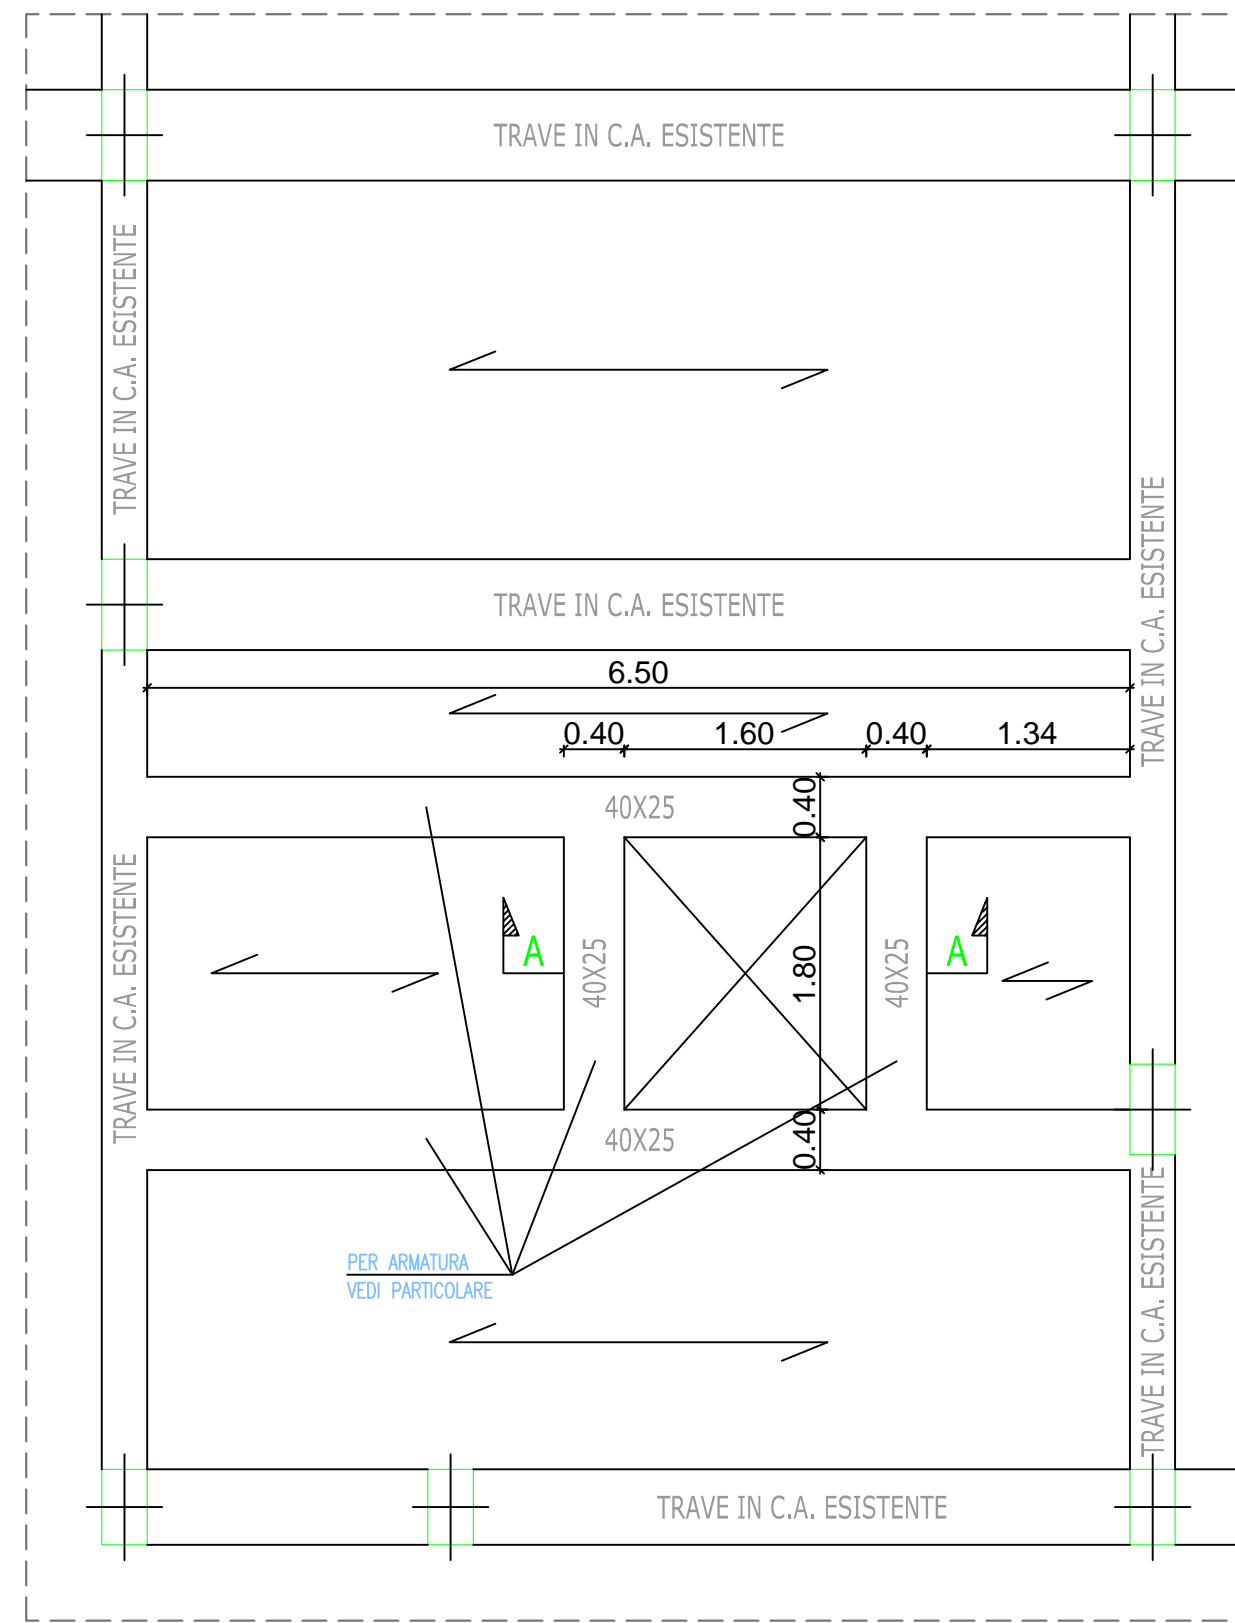 TRAVE IN C.A. ESISTENTE
TRAVE IN C.A. ESISTENTE
TRAVE IN C.A. ESISTENTE
TRAVE IN C.A. ESISTENTE
6.50
0.40
1.60
0.40
1.34
40X25
0.40
TRAVE IN C.A. ESISTENTE
A
40X25
1.80
40X25
A
40X25
0.40
TRAVE IN C.A. ESISTENTE
PER ARMATURA
VEDI PARTICOLARE
TRAVE IN C.A. ESISTENTE